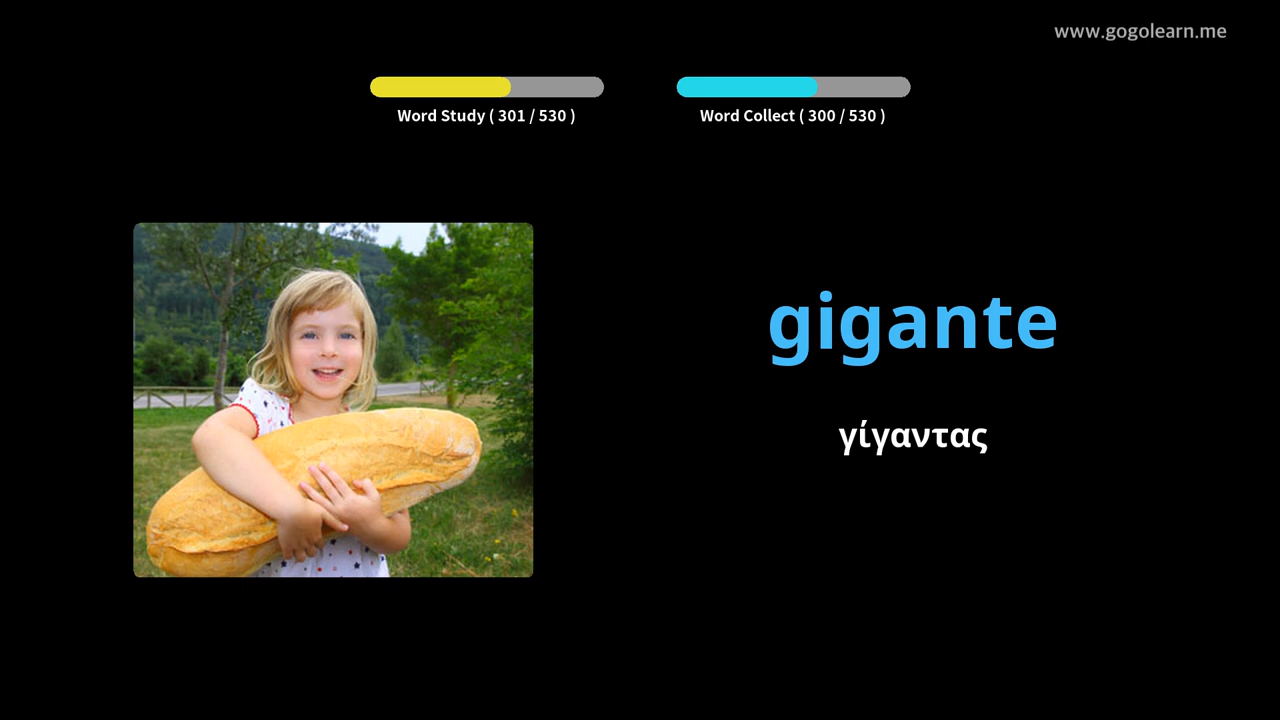 www.gogolearn.me
Word Study ( 301 / 530 )
Word Collect ( 300 / 530 )
gigante
γίγαντας